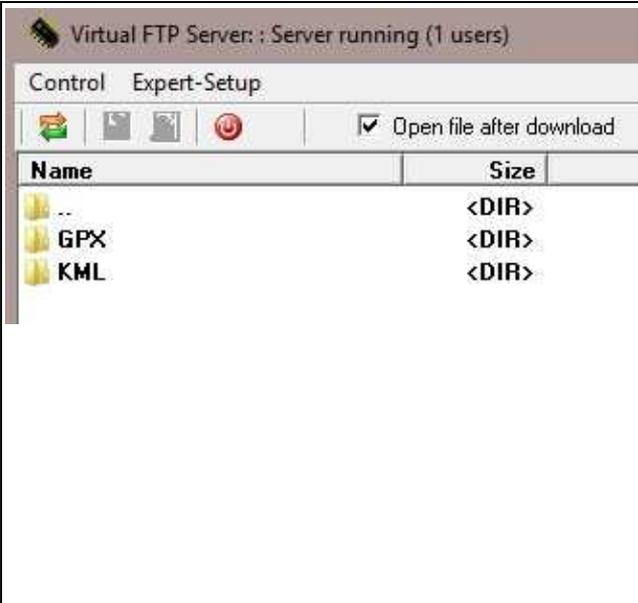 Virtual FTP Server: : Server running (1 users)
Control Expert-Setup
Open file after download
Name Size
.. <DIR>
GPX <DIR>
KML <DIR>